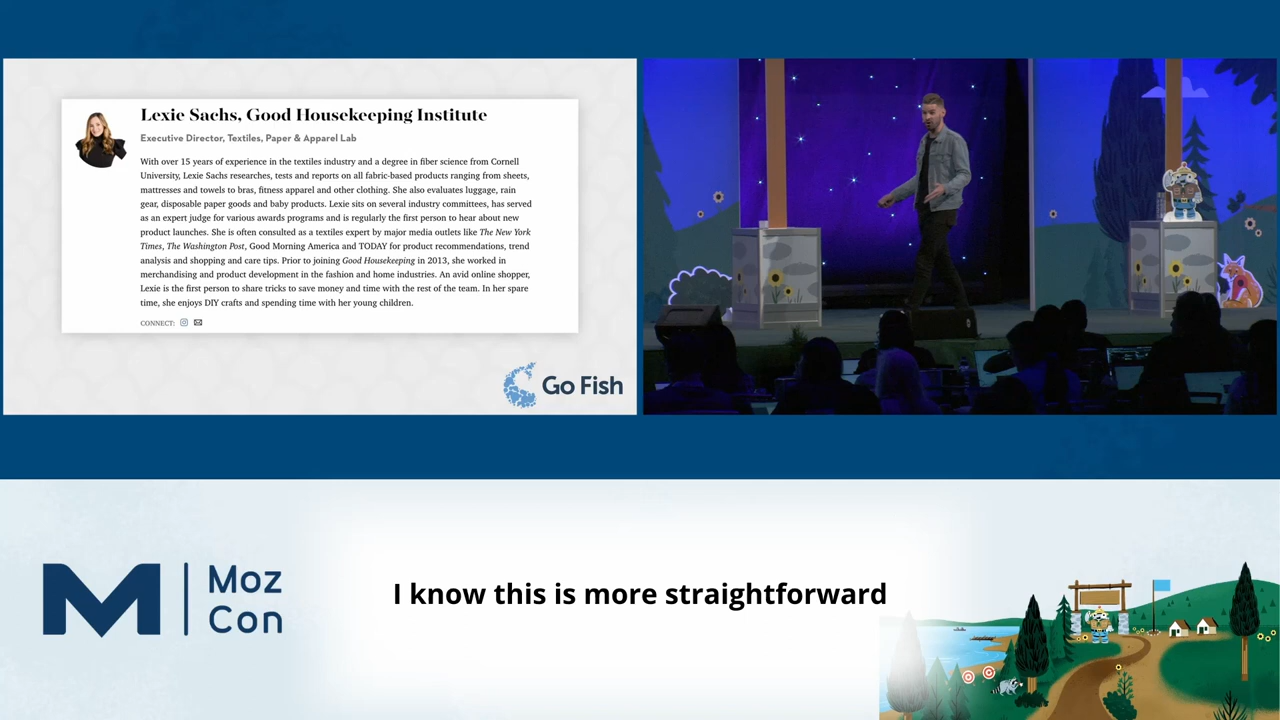 Lexie Sachs, Good Housekeeping Institute
Executive Director, Textiles, Paper & Apparel Lab
With over 15 years of experience in the textiles industry and a degree in fiber science from Cornell
University, Lexie Sachs researches, tests and reports on all fabric-based products ranging from sheets,
mattresses and towels to bras, fitness apparel and other clothing. She also evaluates luggage, rain
gear, disposable paper goods and baby products. Lexie sits on several industry committees, has served
as an expert judge for various awards programs and is regularly the first person to hear about new
product launches. She is often consulted as a textiles expert by major media outlets like The New York
Times, The Washington Post, Good Morning America and TODAY for product recommendations, trend
analysis and shopping and care tips. Prior to joining Good Housekeeping in 2013, she worked in
merchandising and product development in the fashion and home industries. An avid online shopper,
Lexie is the first person to share tricks to save money and time with the rest of the team. In her spare
time, she enjoys DIY crafts and spending time with her young children.
CONNECT:
Go Fish
M
Moz
Con
I know this is more straightforward